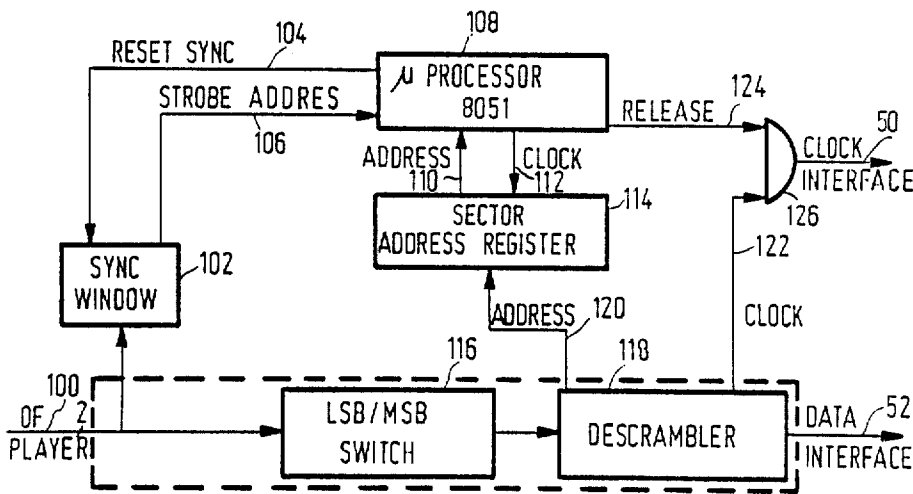 104
RESET SYNC
108
µ PROCESSOR
8051
STROBE ADDRES
106
RELEASE
124
50
CLOCK
INTERFACE
126
ADDRESS
110
CLOCK
112
114
SECTOR
ADDRESS REGISTER
122
102
SYNC
WINDOW
ADDRESS
120
CLOCK
116
118
100
OF
PLAYER
2
LSB/MSB
SWITCH
DESCRAMBLER
DATA
INTERFACE
52